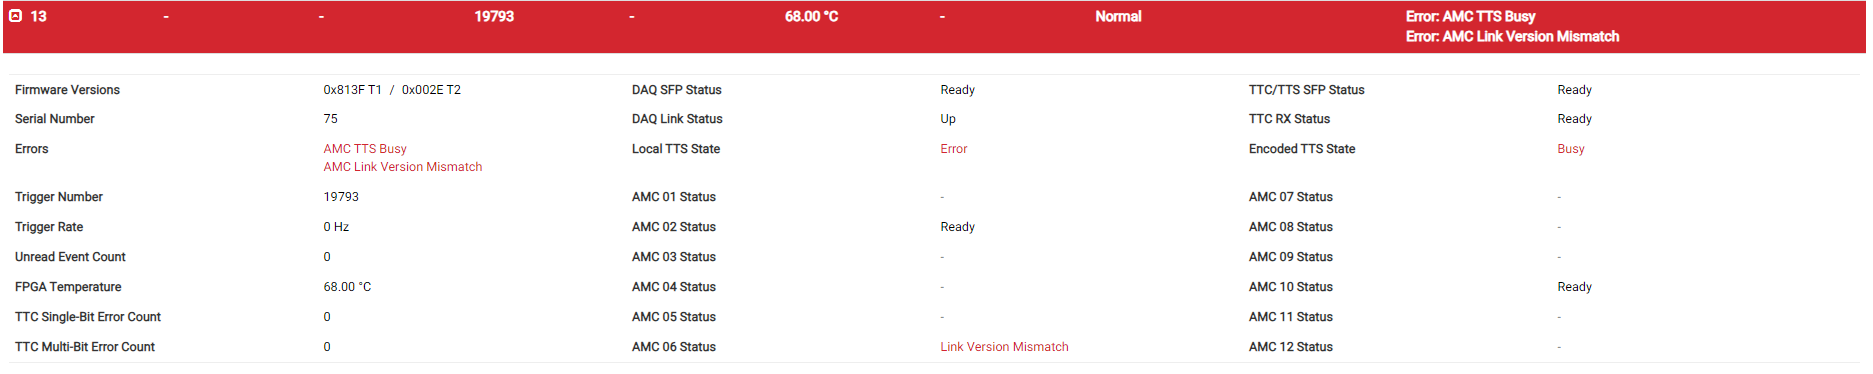 13 - - 19793 - 68.00 °C - Normal Error: AMC TTS Busy
Error: AMC Link Version Mismatch
Firmware Versions 0x813F T1 / 0x002E T2 DAQ SFP Status Ready TTC/TTS SFP Status Ready
Serial Number 75 DAQ Link Status Up TTC RX Status Ready
Errors AMC TTS Busy Local TTS State Error Encoded TTS State Busy
AMC Link Version Mismatch
Trigger Number 19793 AMC 01 Status - AMC 07 Status -
Trigger Rate 0 Hz AMC 02 Status Ready AMC 08 Status -
Unread Event Count 0 AMC 03 Status - AMC 09 Status -
FPGA Temperature 68.00 °C AMC 04 Status - AMC 10 Status Ready
TTC Single-Bit Error Count 0 AMC 05 Status - AMC 11 Status -
TTC Multi-Bit Error Count 0 AMC 06 Status Link Version Mismatch AMC 12 Status -